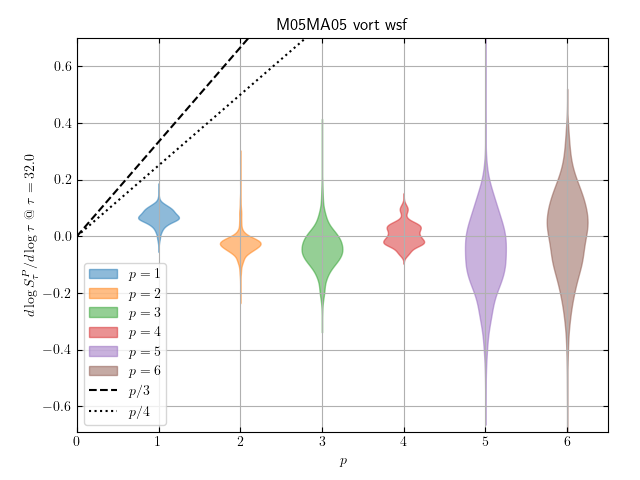 M05MA05 vort wsf
d log S_τ^P / d log τ @ τ = 32.0
0.6
0.4
0.2
0.0
−0.2
−0.4
−0.6
p = 1
p = 2
p = 3
p = 4
p = 5
p = 6
p/3
p/4
0 1 2 3 4 5 6
p